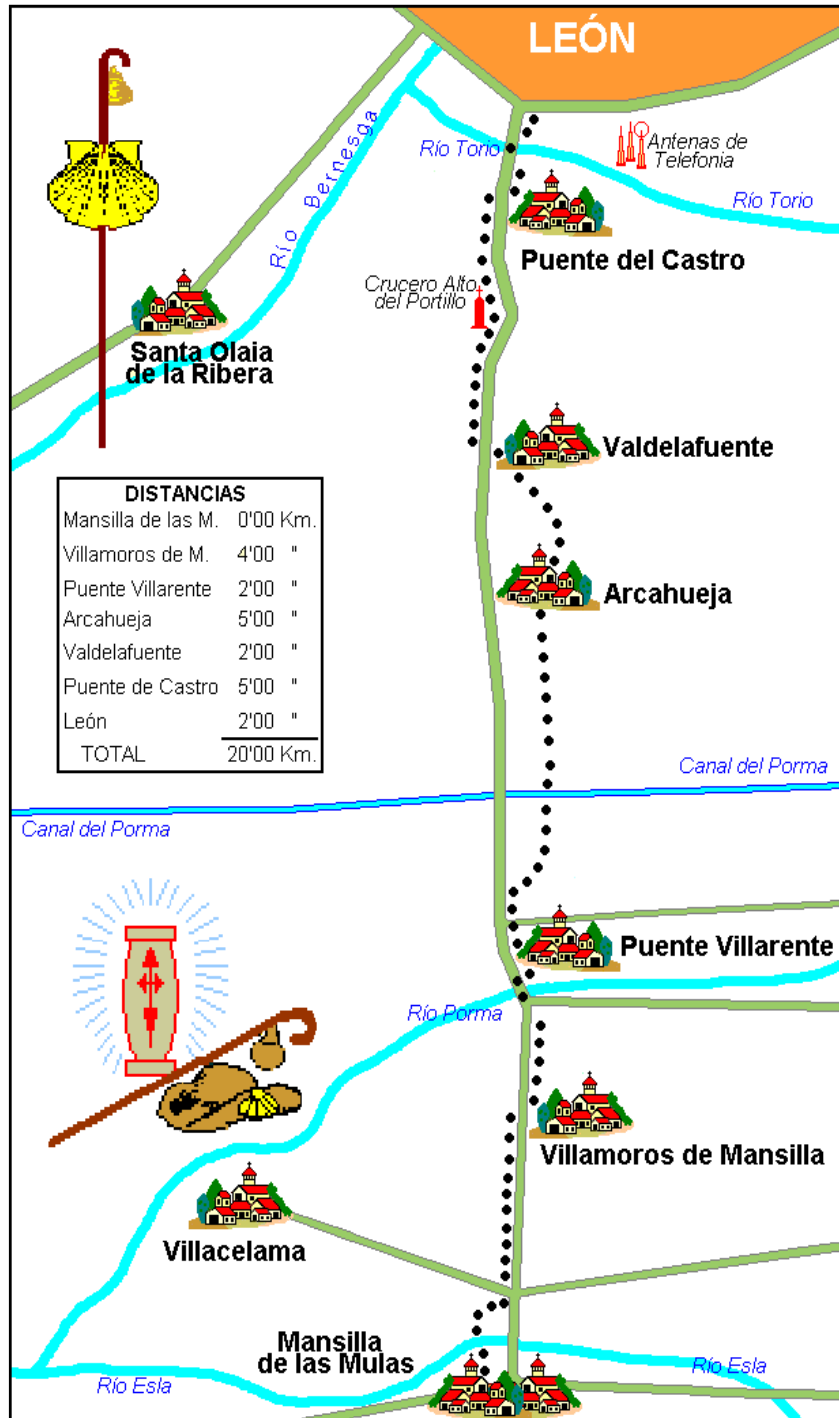 LEÓN
Río Bernesga
Río Torio
Antenas de
Telefonia
Río Torio
Puente del Castro
Crucero Alto
del Portillo
Santa Olaia
de la Ribera
Valdelafuente
DISTANCIAS
Mansilla de las M. 0'00 Km.
Villamoros de M. 4'00 "
Puente Villarente 2'00 "
Arcahueja 5'00 "
Valdelafuente 2'00 "
Puente de Castro 5'00 "
León 2'00 "
TOTAL 20'00 Km.
Arcahueja
Canal del Porma
Canal del Porma
Puente Villarente
Río Porma
Villamoros de Mansilla
Villacelama
Mansilla
de las Mulas
Río Esla
Río Esla